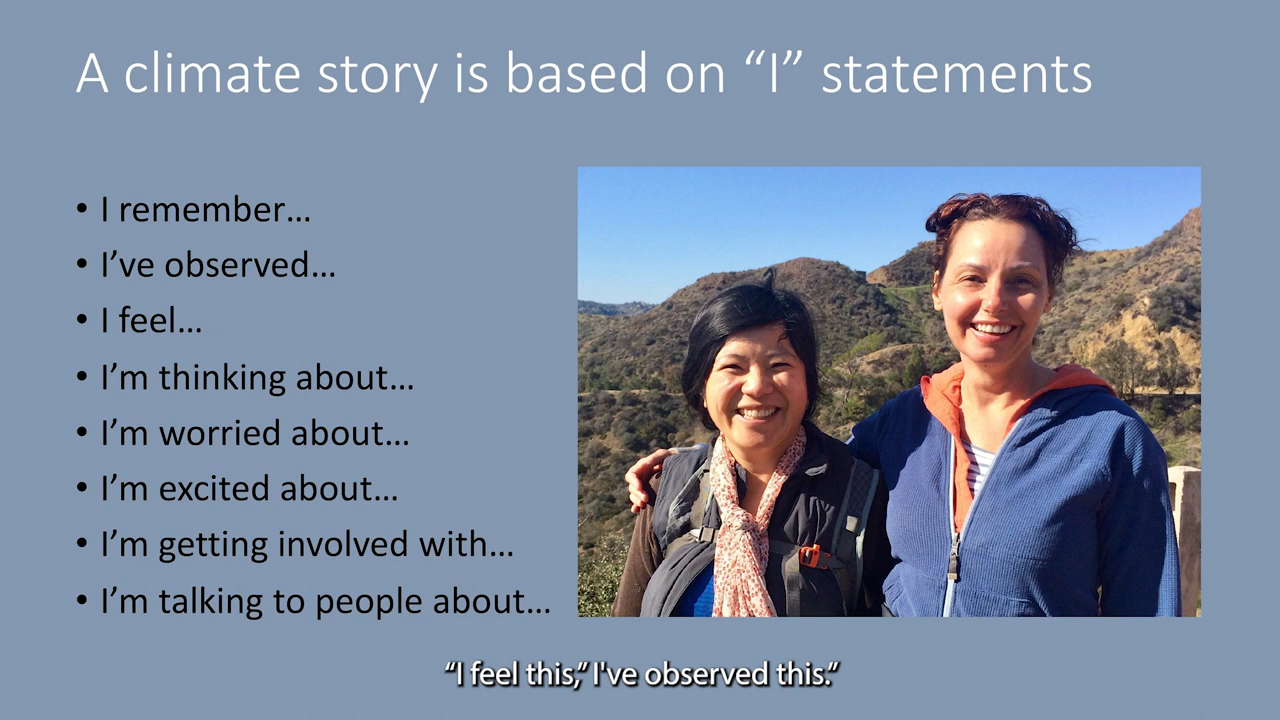 A climate story is based on “I” statements
• I remember…
• I’ve observed…
• I feel…
• I’m thinking about…
• I’m worried about…
• I’m excited about…
• I’m getting involved with…
• I’m talking to people about…
“I feel this,” I've observed this.”